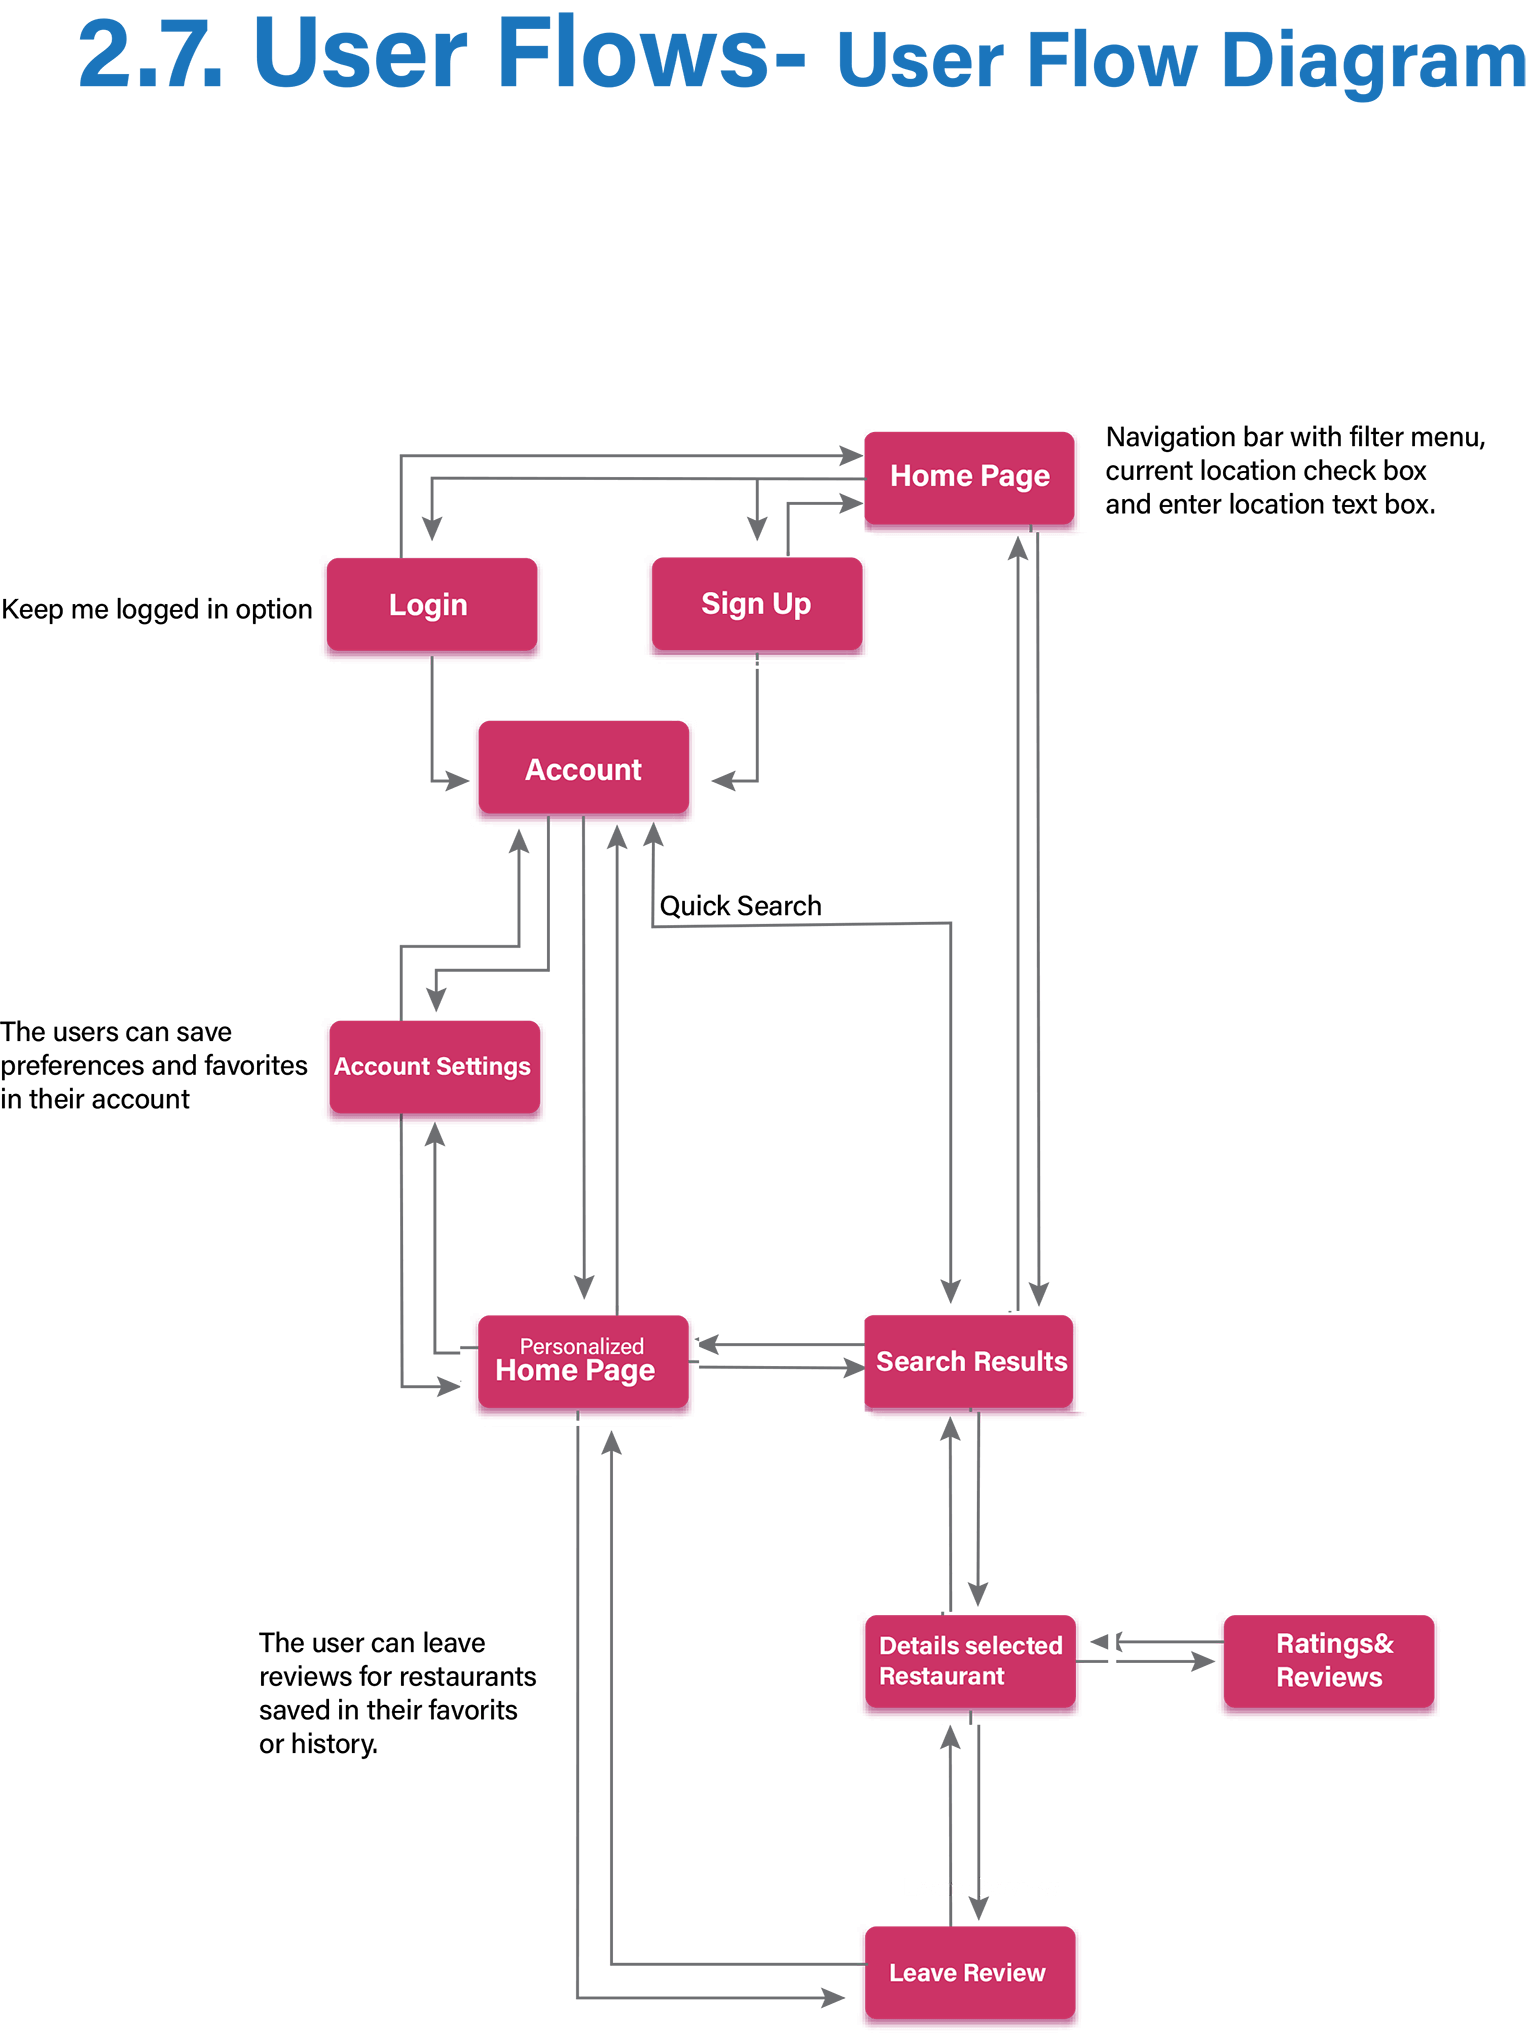 2.7. User Flows- User Flow Diagram
Home Page
Navigation bar with filter menu,
current location check box
and enter location text box.
Keep me logged in option
Login
Sign Up
Account
Quick Search
The users can save
preferences and favorites
in their account
Account Settings
Personalized
Home Page
Search Results
The user can leave
reviews for restaurants
saved in their favorits
or history.
Details selected
Restaurant
Ratings&
Reviews
Leave Review